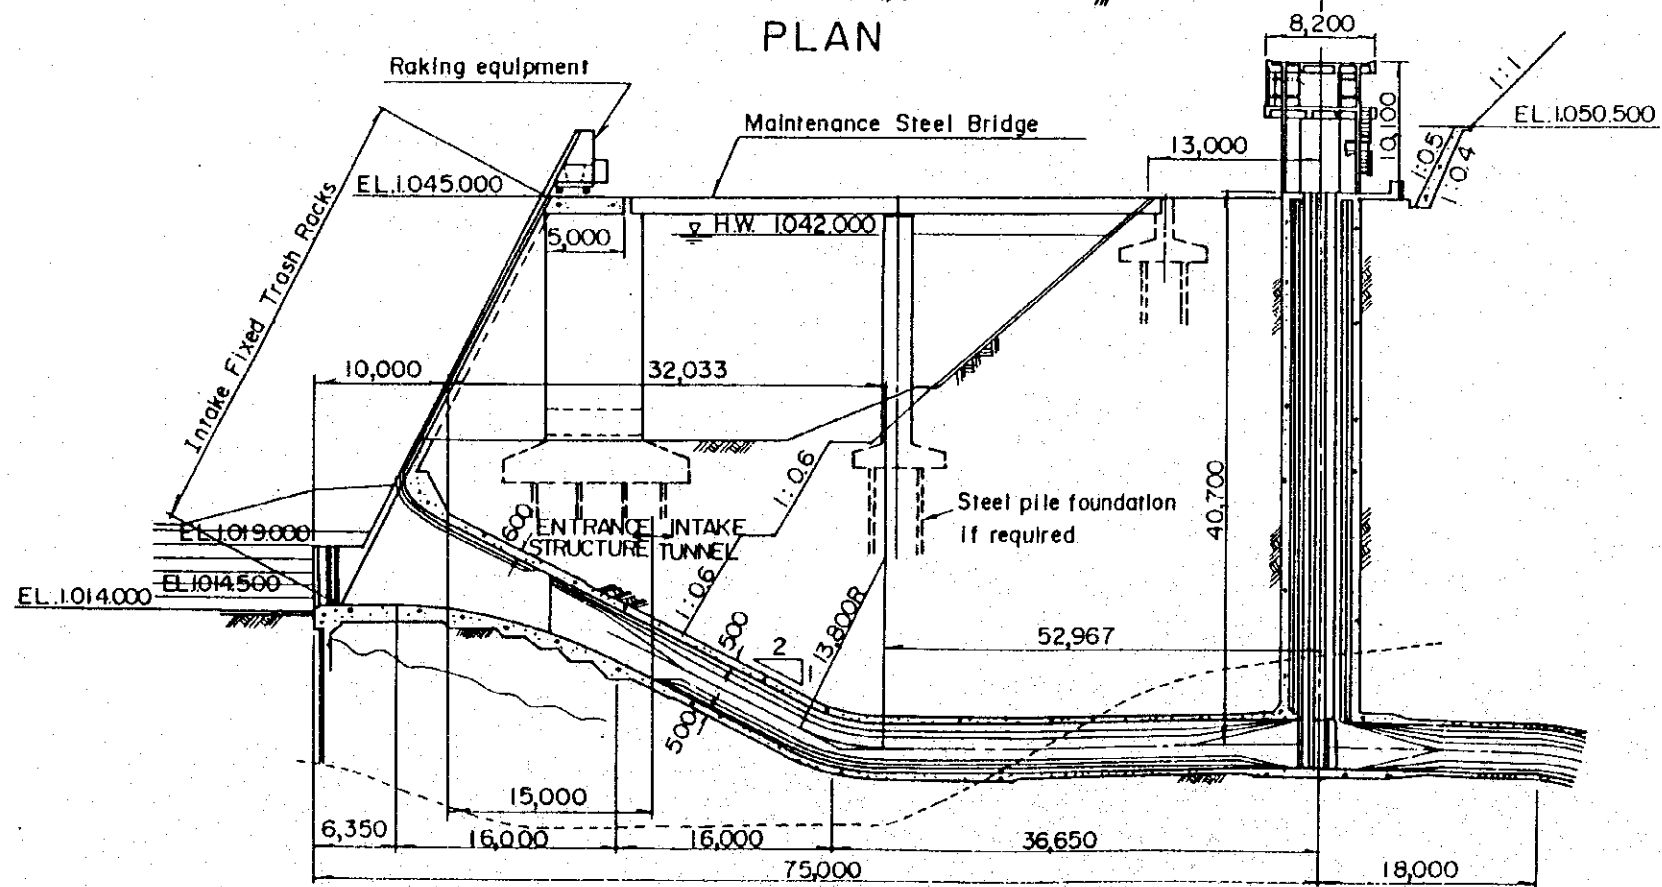 PLAN
8,200
Raking equipment
1:1
10,100
EL.1.050.500
Maintenance Steel Bridge
13,000
1:0.5
1:0.4
EL.1.045.000
H.W. 1.042.000
5,000
Intake Fixed Trash Racks
10,000
32,033
40,700
1:0.6
Steel pile foundation
if required
600
ENTRANCE
STRUCTURE
INTAKE
TUNNEL
EL.1.019.000
EL.1.014.500
EL.1.014.000
1:0.6
500
2
1
13,800R
52,967
500
15,000
6,350
16,000
16,000
36,650
75,000
18,000